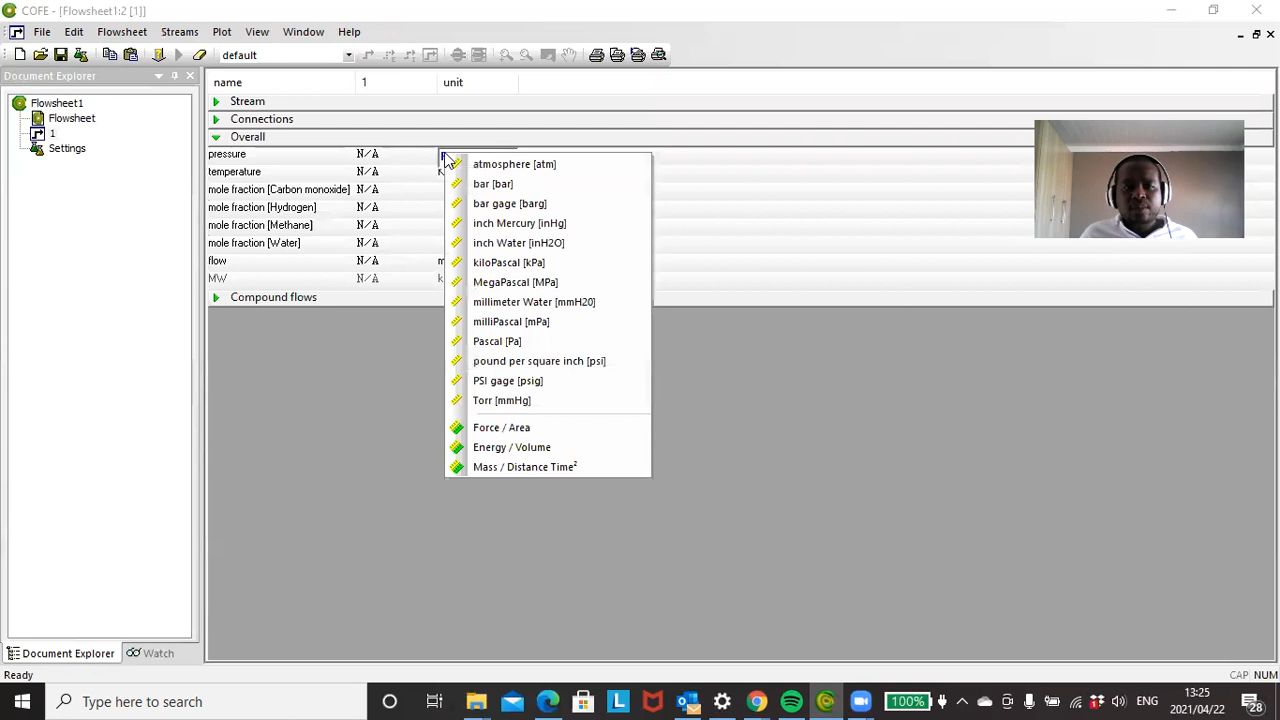 COFE - [Flowsheet1:2 [1]]
File Edit Flowsheet Streams Plot View Window Help
default
Document Explorer
Flowsheet1
Flowsheet
1
Settings
name 1 unit
Stream
Connections
Overall
pressure N/A
temperature N/A
mole fraction [Carbon monoxide] N/A
mole fraction [Hydrogen] N/A
mole fraction [Methane] N/A
mole fraction [Water] N/A
flow N/A
MW N/A
Compound flows
atmosphere [atm]
bar [bar]
bar gage [barg]
inch Mercury [inHg]
inch Water [inH2O]
kiloPascal [kPa]
MegaPascal [MPa]
millimeter Water [mmH20]
milliPascal [mPa]
Pascal [Pa]
pound per square inch [psi]
PSI gage [psig]
Torr [mmHg]
Force / Area
Energy / Volume
Mass / Distance Time²
Document Explorer Watch
Ready CAP NUM
Type here to search
100% ENG 13:25
2021/04/22 28